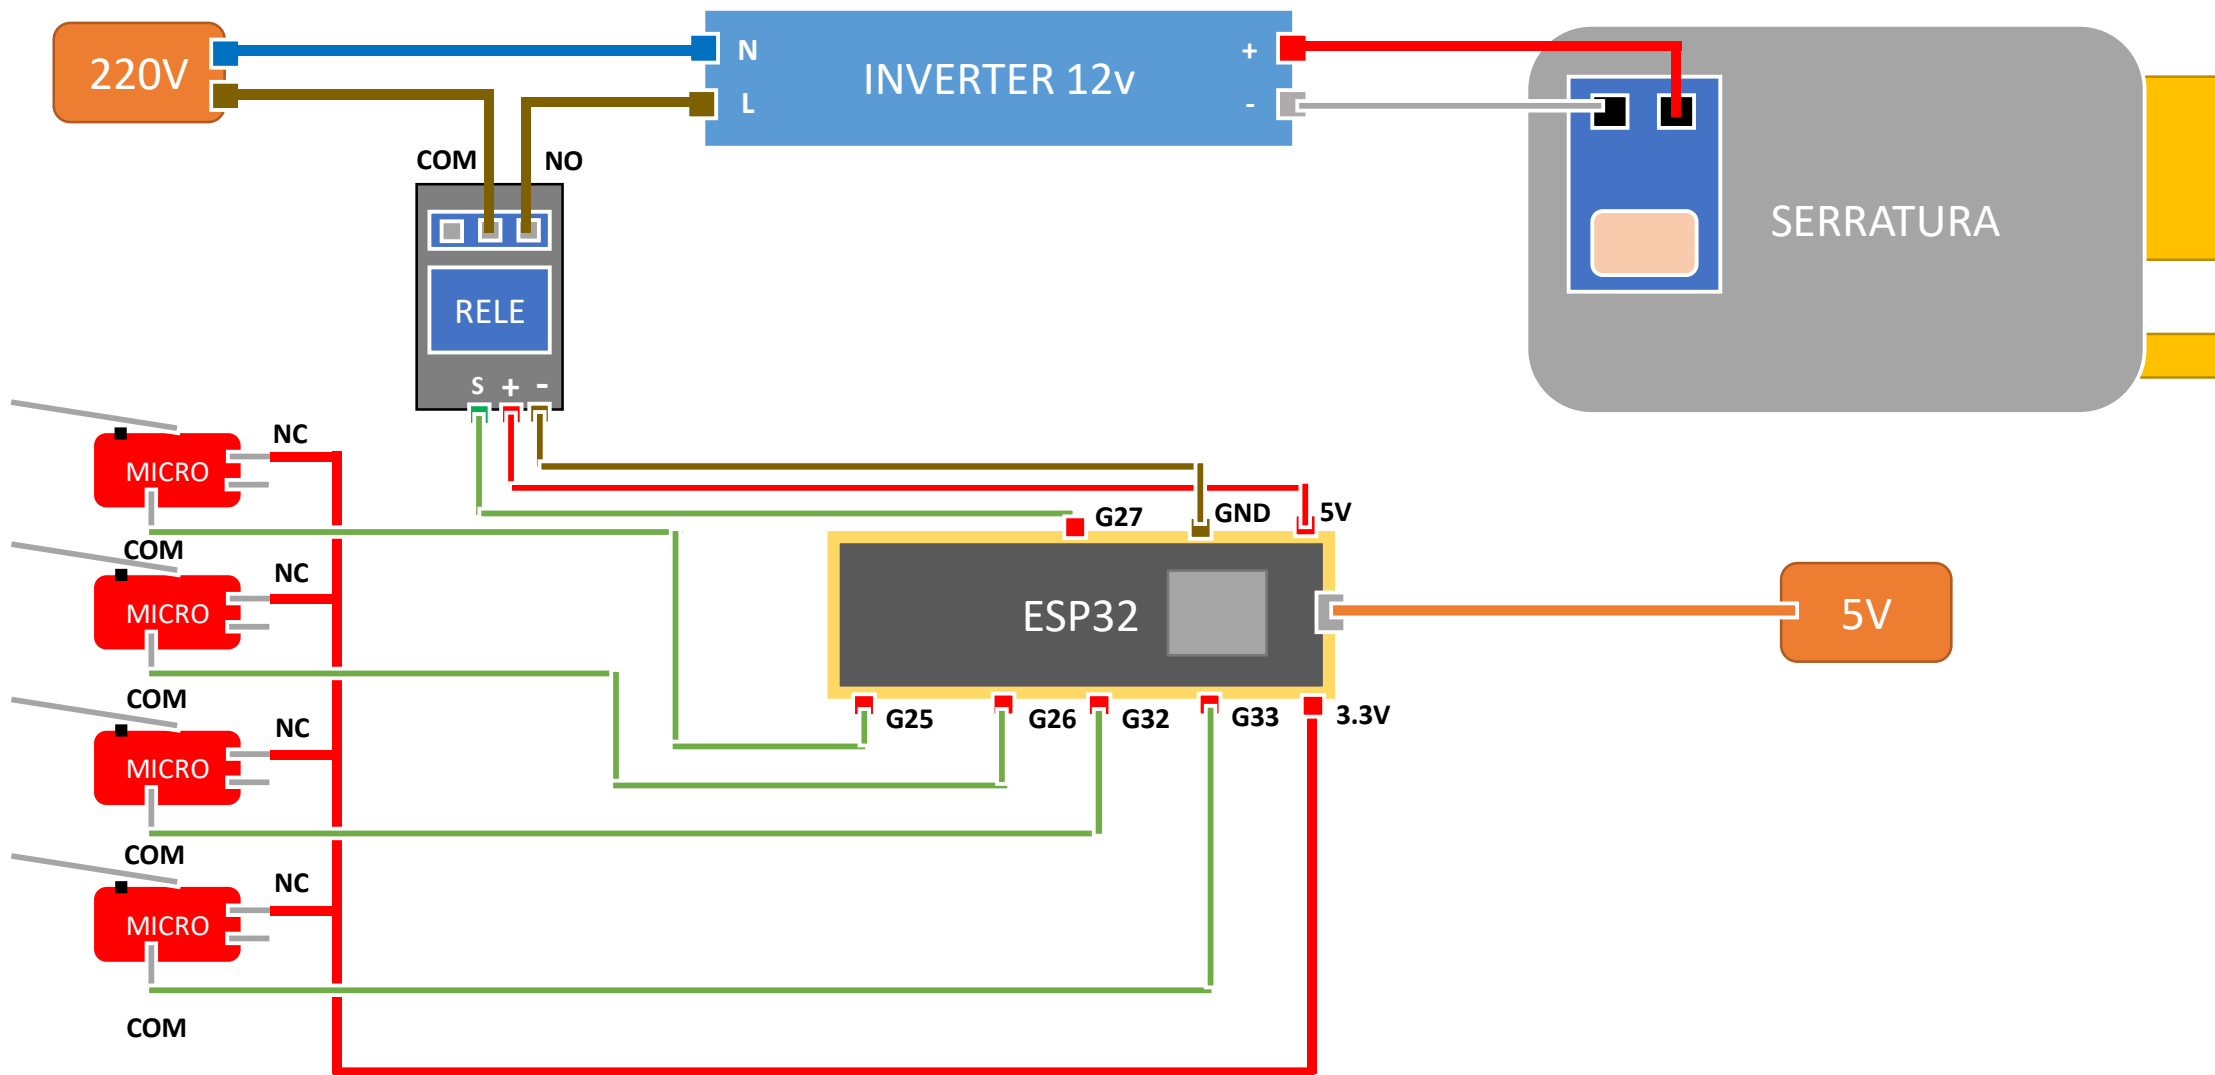 220V
N
INVERTER 12v
+
L
-
COM
NO
SERRATURA
RELE
S + -
NC
MICRO
COM
G27
GND
5V
NC
MICRO
ESP32
5V
COM
G25
G26
G32
G33
3.3V
NC
MICRO
COM
NC
MICRO
COM